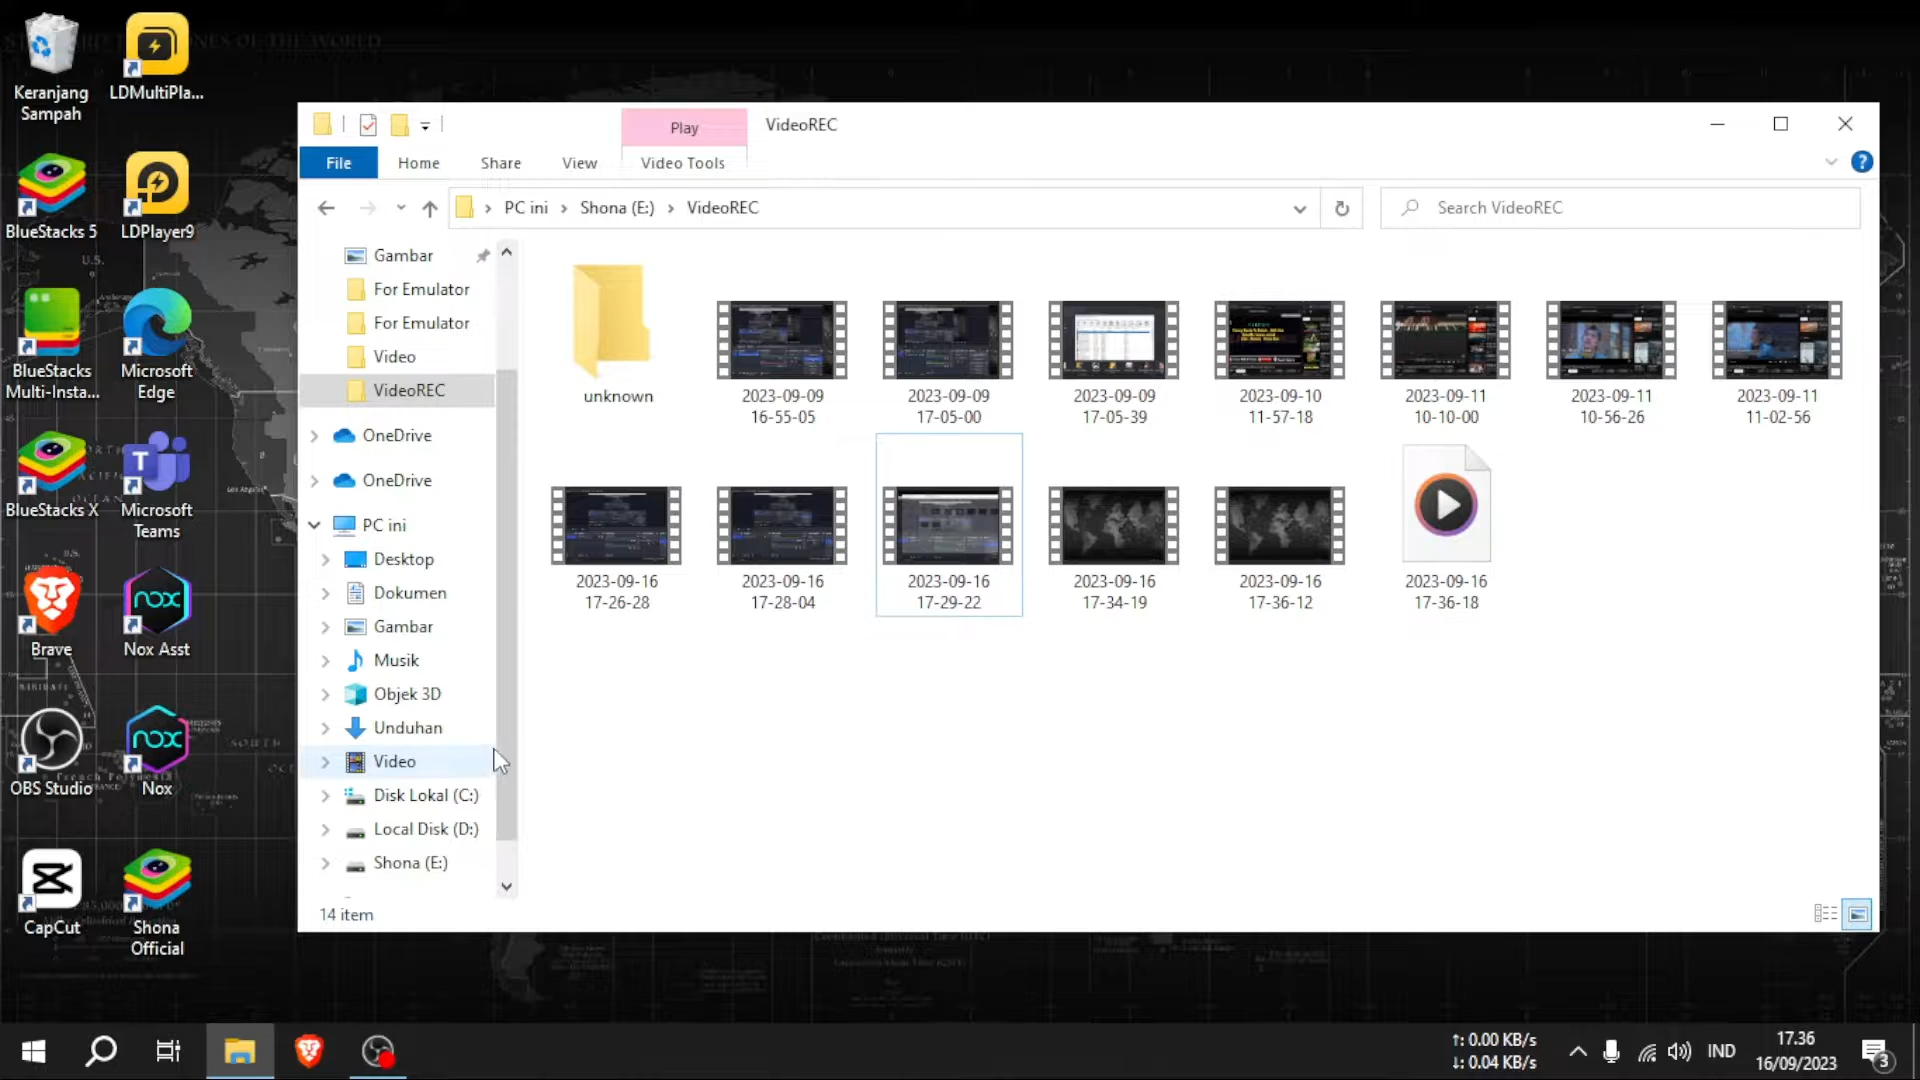 Keranjang
Sampah
LDMultiPla...
BlueStacks 5
LDPlayer9
BlueStacks
Multi-Insta...
Microsoft
Edge
BlueStacks X
Microsoft
Teams
Brave
Nox Asst
OBS Studio
Nox
CapCut
Shona
Official
Play
VideoREC
File
Home
Share
View
Video Tools
PC ini
Shona (E:)
VideoREC
Search VideoREC
Gambar
For Emulator
For Emulator
Video
VideoREC
OneDrive
OneDrive
PC ini
Desktop
Dokumen
Gambar
Musik
Objek 3D
Unduhan
Video
Disk Lokal (C:)
Local Disk (D:)
Shona (E:)
unknown
2023-09-09
16-55-05
2023-09-09
17-05-00
2023-09-09
17-05-39
2023-09-10
11-57-18
2023-09-11
10-10-00
2023-09-11
10-56-26
2023-09-11
11-02-56
2023-09-16
17-26-28
2023-09-16
17-28-04
2023-09-16
17-29-22
2023-09-16
17-34-19
2023-09-16
17-36-12
2023-09-16
17-36-18
14 item
↑: 0.00 KB/s
↓: 0.04 KB/s
IND
17.36
16/09/2023
3